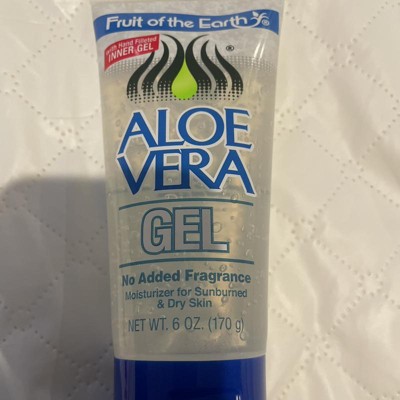 Fruit of the Earth®
with Hand Filleted
INNER GEL
®
ALOE
VERA
GEL
No Added Fragrance
Moisturizer for Sunburned
& Dry Skin
NET WT. 6 OZ. (170 g)